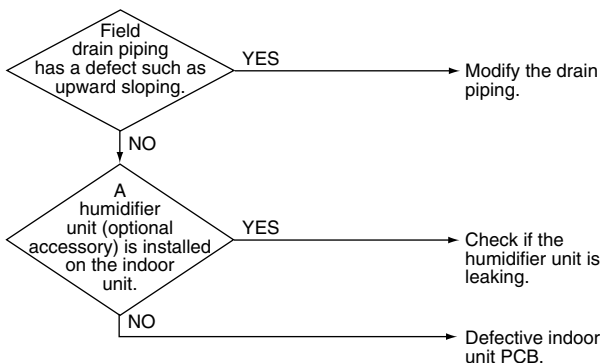 Field
drain piping
has a defect such as
upward sloping.
YES
Modify the drain
piping.
NO
A
humidifier
unit (optional
accessory) is installed
on the indoor
unit.
YES
Check if the
humidifier unit is
leaking.
NO
Defective indoor
unit PCB.